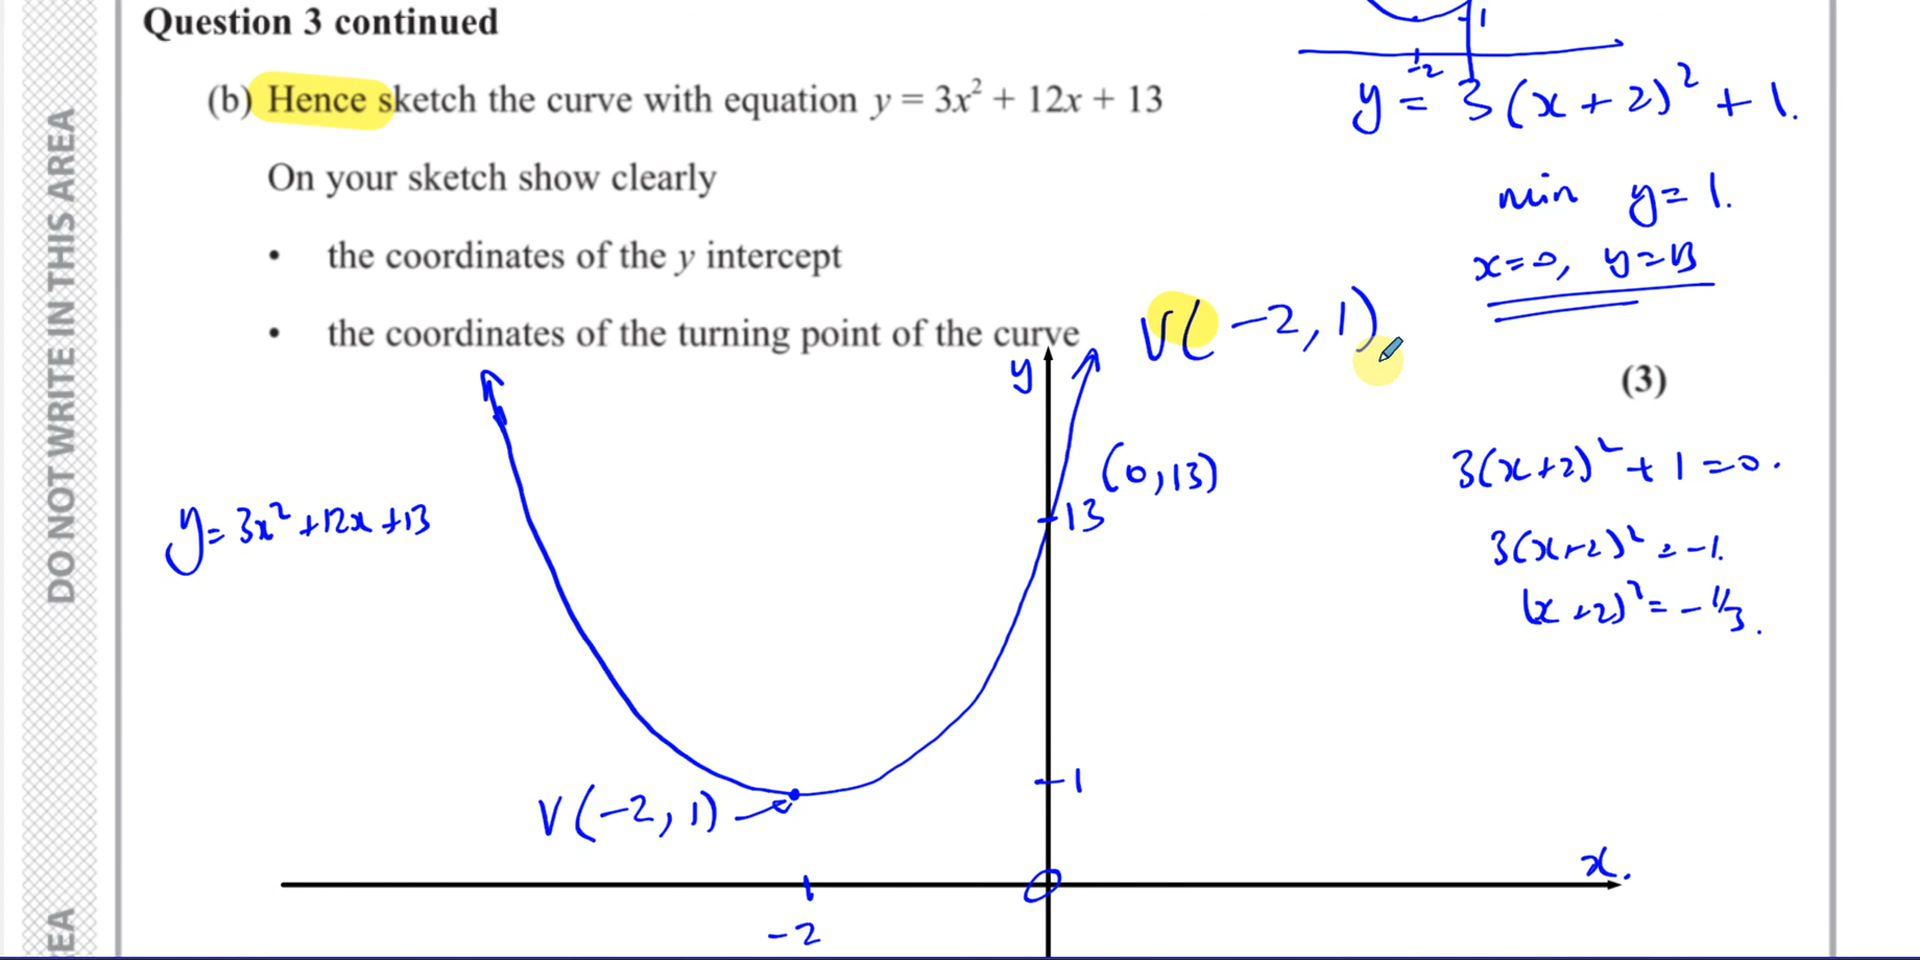 Question 3 continued
(b) Hence sketch the curve with equation y = 3x² + 12x + 13
On your sketch show clearly
• the coordinates of the y intercept
• the coordinates of the turning point of the curve
(3)
DO NOT WRITE IN THIS AREA
EA
1
-2
y = 3(x+2)² + 1.
min y = 1.
x=0, y=13
V(-2, 1)
3(x+2)² + 1 = 0.
3(x+2)² = -1.
(x+2)² = -1/3.
y
(0,13)
13
y = 3x² + 12x + 13
1
V(-2, 1)
x.
O
-2